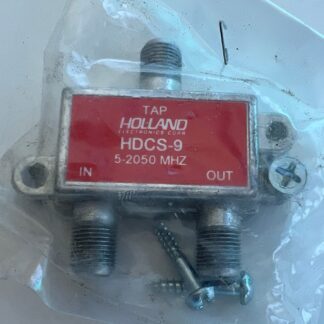 TAP
HOLLAND
ELECTRONICS CORP.
HDCS-9
5-2050 MHZ
IN OUT